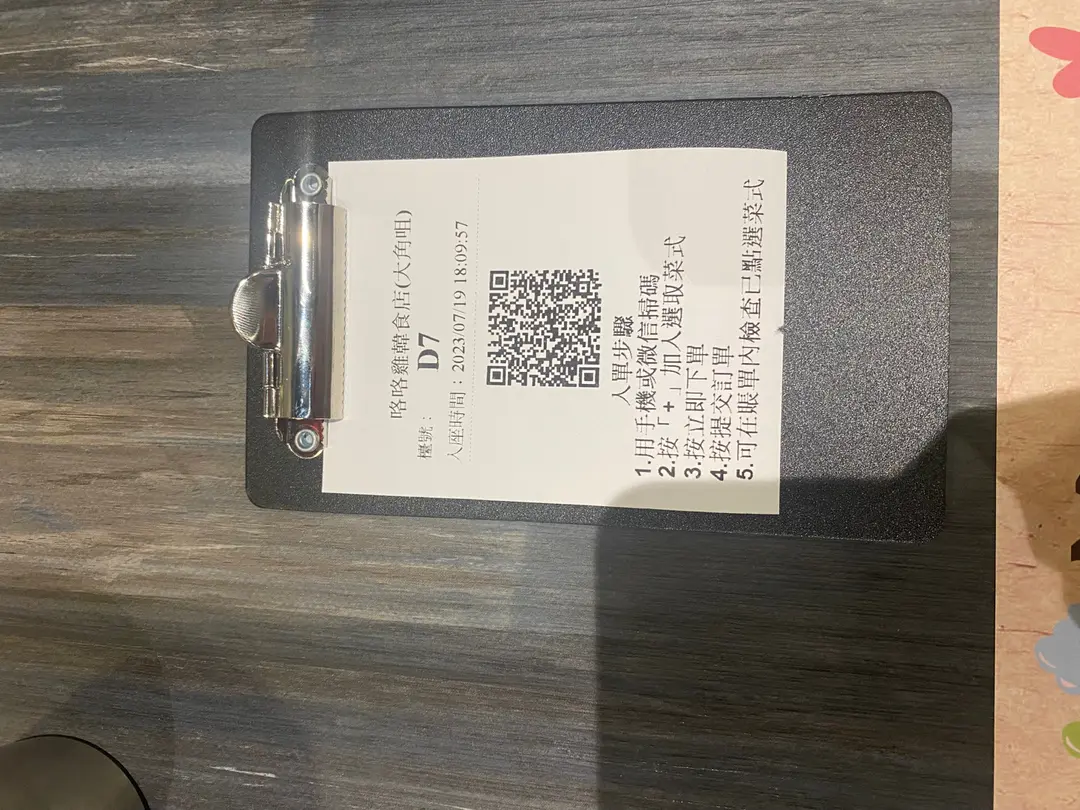 咯咯雞韓食店(大角咀)
檯號： D7
入座時間：2023/07/19 18:09:57
入單步驟
1.用手機或微信掃碼
2.按「+」加入選取菜式
3.按立即下單
4.按提交訂單
5.可在賬單內檢查已點選菜式